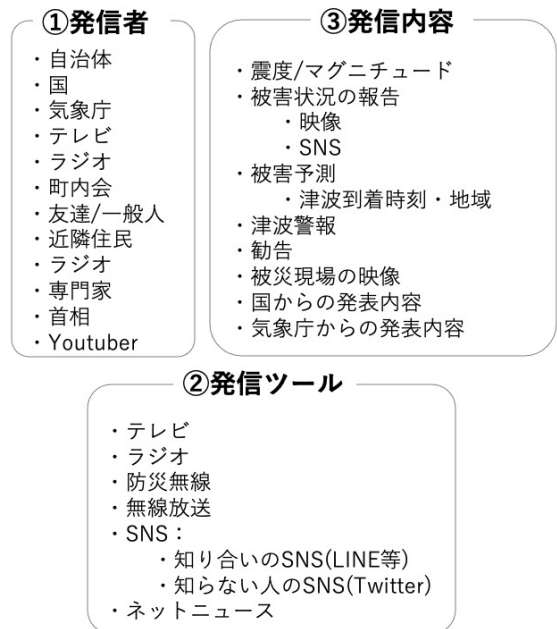 ①発信者
・自治体
・国
・気象庁
・テレビ
・ラジオ
・町内会
・友達/一般人
・近隣住民
・ラジオ
・専門家
・首相
・Youtuber
③発信内容
・震度/マグニチュード
・被害状況の報告
・映像
・SNS
・被害予測
・津波到着時刻・地域
・津波警報
・勧告
・被災現場の映像
・国からの発表内容
・気象庁からの発表内容
②発信ツール
・テレビ
・ラジオ
・防災無線
・無線放送
・SNS：
・知り合いのSNS(LINE等)
・知らない人のSNS(Twitter)
・ネットニュース